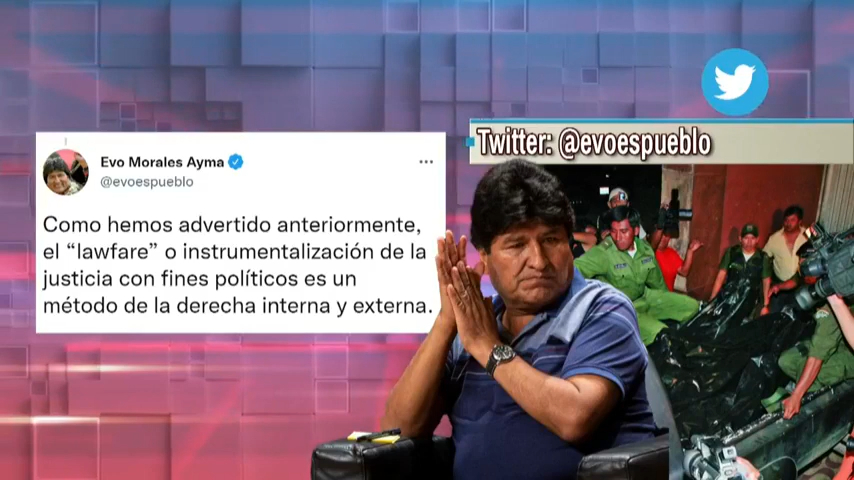 Evo Morales Ayma
@evoespueblo
Como hemos advertido anteriormente,
el “lawfare” o instrumentalización de la
justicia con fines políticos es un
método de la derecha interna y externa.
Twitter: @evoespueblo